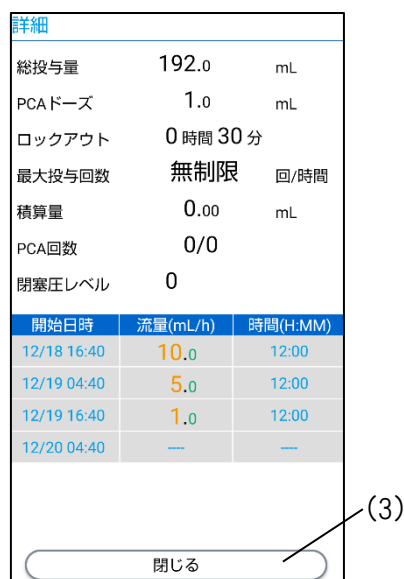 詳細
総投与量 192.0 mL
PCAドーズ 1.0 mL
ロックアウト 0 時間 30 分
最大投与回数 無制限 回/時間
積算量 0.00 mL
PCA回数 0/0
閉塞圧レベル 0
開始日時 流量(mL/h) 時間(H:MM)
12/18 16:40 10.0 12:00
12/19 04:40 5.0 12:00
12/19 16:40 1.0 12:00
12/20 04:40 ---- ----
(3)
閉じる